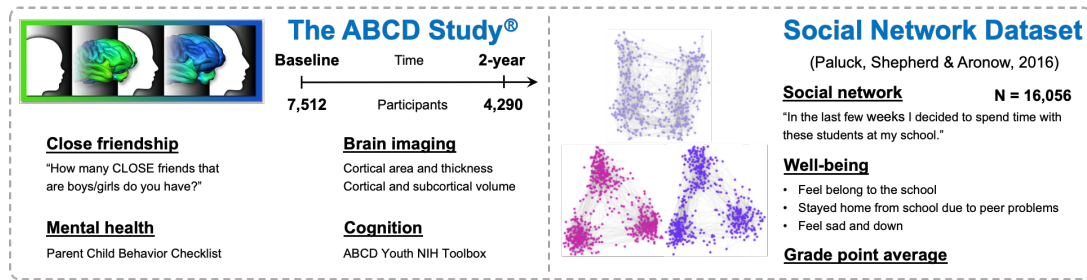 The ABCD Study®
Baseline Time 2-year
7,512 Participants 4,290
Close friendship
“How many CLOSE friends that
are boys/girls do you have?”
Mental health
Parent Child Behavior Checklist
Brain imaging
Cortical area and thickness
Cortical and subcortical volume
Cognition
ABCD Youth NIH Toolbox
Social Network Dataset
(Paluck, Shepherd & Aronow, 2016)
Social network N = 16,056
“In the last few weeks I decided to spend time with
these students at my school.”
Well-being
• Feel belong to the school
• Stayed home from school due to peer problems
• Feel sad and down
Grade point average